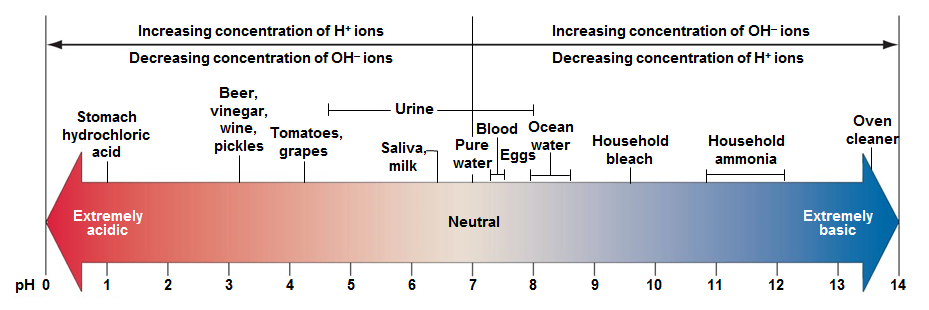 Increasing concentration of H⁺ ions
Increasing concentration of OH⁻ ions
Decreasing concentration of OH⁻ ions
Decreasing concentration of H⁺ ions
Stomach
hydrochloric
acid
Beer,
vinegar,
wine,
pickles
Tomatoes,
grapes
Urine
Saliva,
milk
Pure
water
Blood
Eggs
Ocean
water
Household
bleach
Household
ammonia
Oven
cleaner
Extremely
acidic
Neutral
Extremely
basic
pH 0 1 2 3 4 5 6 7 8 9 10 11 12 13 14